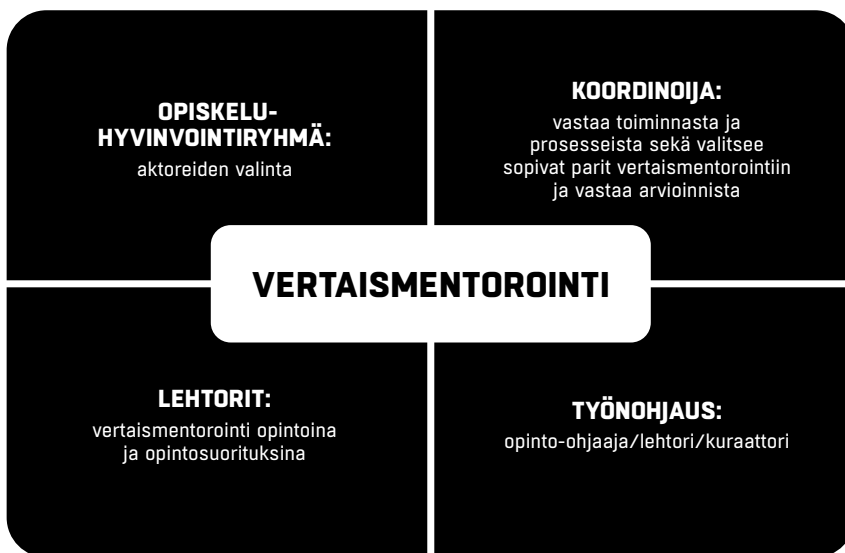 OPISKELU-
HYVINVOINTIRYHMÄ:
aktoreiden valinta
KOORDINOIJA:
vastaa toiminnasta ja
prosesseista sekä valitsee
sopivat parit vertaismentorointiin
ja vastaa arvioinnista
VERTAISMENTOROINTI
LEHTORIT:
vertaismentorointi opintoina
ja opintosuorituksina
TYÖNOHJAUS:
opinto-ohjaaja/lehtori/kuraattori